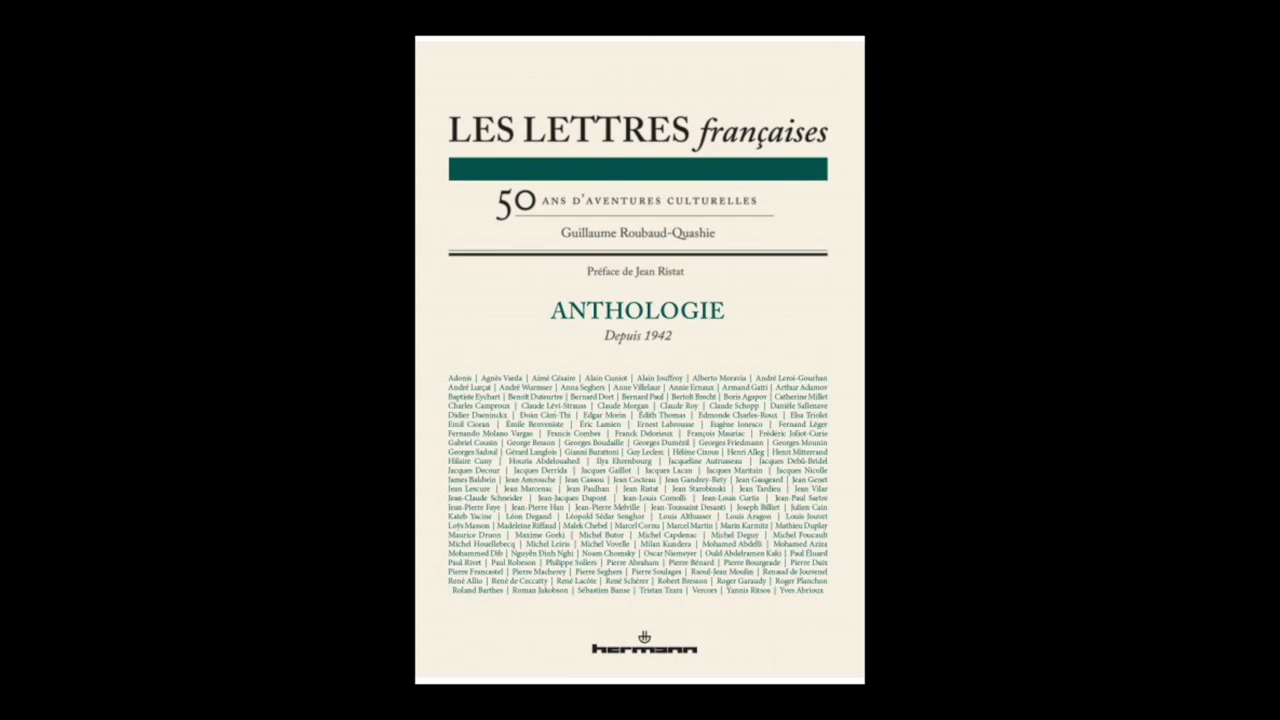 LES LETTRES françaises
50 ANS D'AVENTURES CULTURELLES
Guillaume Roubaud-Quashie
Préface de Jean Ristat
ANTHOLOGIE
Depuis 1942
Adonis | Agnès Varda | Aimé Césaire | Alain Cuniot | Alain Jouffroy | Alberto Moravia | André Leroi-Gourhan
André Lurçat | André Wurmser | Anna Seghers | Anne Villelaur | Annie Ernaux | Armand Gatti | Arthur Adamov
Baptiste Eychart | Benoît Duteurtre | Bernard Dort | Bernard Paul | Bertolt Brecht | Boris Agapov | Catherine Millet
Charles Camproux | Claude Lévi-Strauss | Claude Morgan | Claude Roy | Claude Schopp | Danièle Sallenave
Didier Daeninckx | Đoàn Cím-Thi | Edgar Morin | Édith Thomas | Edmonde Charles-Roux | Elsa Triolet
Emil Cioran | Émile Benveniste | Éric Lamien | Ernest Labrousse | Eugène Ionesco | Fernand Léger
Fernando Molano Vargas | Francis Combes | Franck Delorieux | François Mauriac | Frédéric Joliot-Curie
Gabriel Cousin | George Besson | Georges Boudaille | Georges Dumézil | Georges Friedmann | Georges Mounin
Georges Sadoul | Gérard Langlois | Gianni Burattoni | Guy Leclerc | Hélène Cixous | Henri Alleg | Henri Mitterand
Hilaire Cuny | Houria Abdelouahed | Ilya Ehrenbourg | Jacqueline Autrusseau | Jacques Debû-Bridel
Jacques Decour | Jacques Derrida | Jacques Gaillot | Jacques Lacan | Jacques Maritain | Jacques Nicolle
James Baldwin | Jean Amrouche | Jean Cassou | Jean Cocteau | Jean Gandrey-Rety | Jean Gaugeard | Jean Genet
Jean Lescure | Jean Marcenac | Jean Paulhan | Jean Ristat | Jean Starobinski | Jean Tardieu | Jean Vilar
Jean-Claude Schneider | Jean-Jacques Dupont | Jean-Louis Comolli | Jean-Louis Curtis | Jean-Paul Sartre
Jean-Pierre Faye | Jean-Pierre Han | Jean-Pierre Melville | Jean-Toussaint Desanti | Joseph Billiet | Julien Cain
Kateb Yacine | Léon Degand | Léopold Sédar Senghor | Louis Althusser | Louis Aragon | Louis Jouvet
Loÿs Masson | Madeleine Riffaud | Malek Chebel | Marcel Cornu | Marcel Martin | Marin Karmitz | Mathieu Duplay
Maurice Druon | Maxime Gorki | Michel Butor | Michel Capdenac | Michel Deguy | Michel Foucault
Michel Houellebecq | Michel Leiris | Michel Vovelle | Milan Kundera | Mohamed Abdelli | Mohamed Aziza
Mohammed Dib | Nguyễn Đình Nghi | Noam Chomsky | Oscar Niemeyer | Ould Abdelramen Kaki | Paul Éluard
Paul Rivet | Paul Robeson | Philippe Sollers | Pierre Abraham | Pierre Bénard | Pierre Bourgeade | Pierre Daix
Pierre Francastel | Pierre Macherey | Pierre Seghers | Pierre Soulages | Raoul-Jean Moulin | Renaud de Jouvenel
René Allio | René de Ceccatty | René Lacôte | René Schérer | Robert Bresson | Roger Garaudy | Roger Planchon
Roland Barthes | Roman Jakobson | Sébastien Banse | Tristan Tzara | Vercors | Yannis Ritsos | Yves Abrioux
hermann